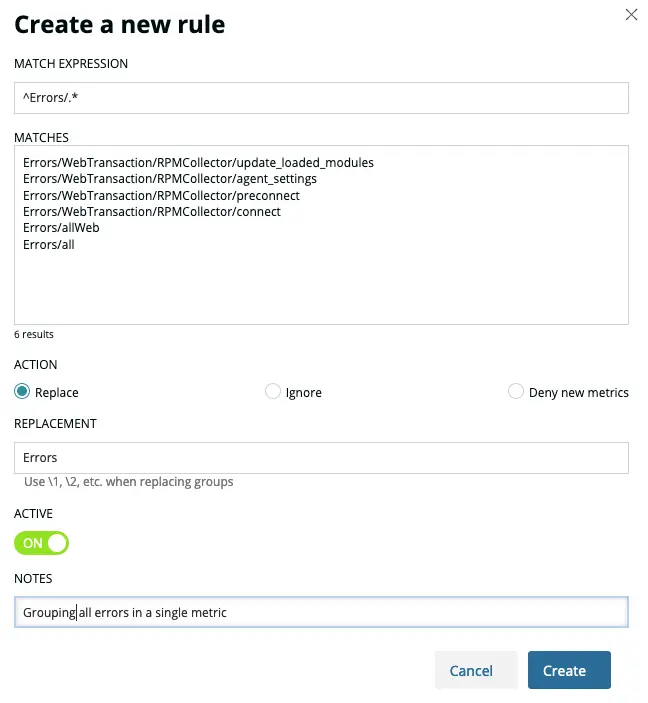 Create a new rule
MATCH EXPRESSION
^Errors/.*
MATCHES
Errors/WebTransaction/RPMCollector/update_loaded_modules
Errors/WebTransaction/RPMCollector/agent_settings
Errors/WebTransaction/RPMCollector/preconnect
Errors/WebTransaction/RPMCollector/connect
Errors/allWeb
Errors/all
6 results
ACTION
Replace Ignore Deny new metrics
REPLACEMENT
Errors
Use \1, \2, etc. when replacing groups
ACTIVE
ON
NOTES
Grouping all errors in a single metric
Cancel Create